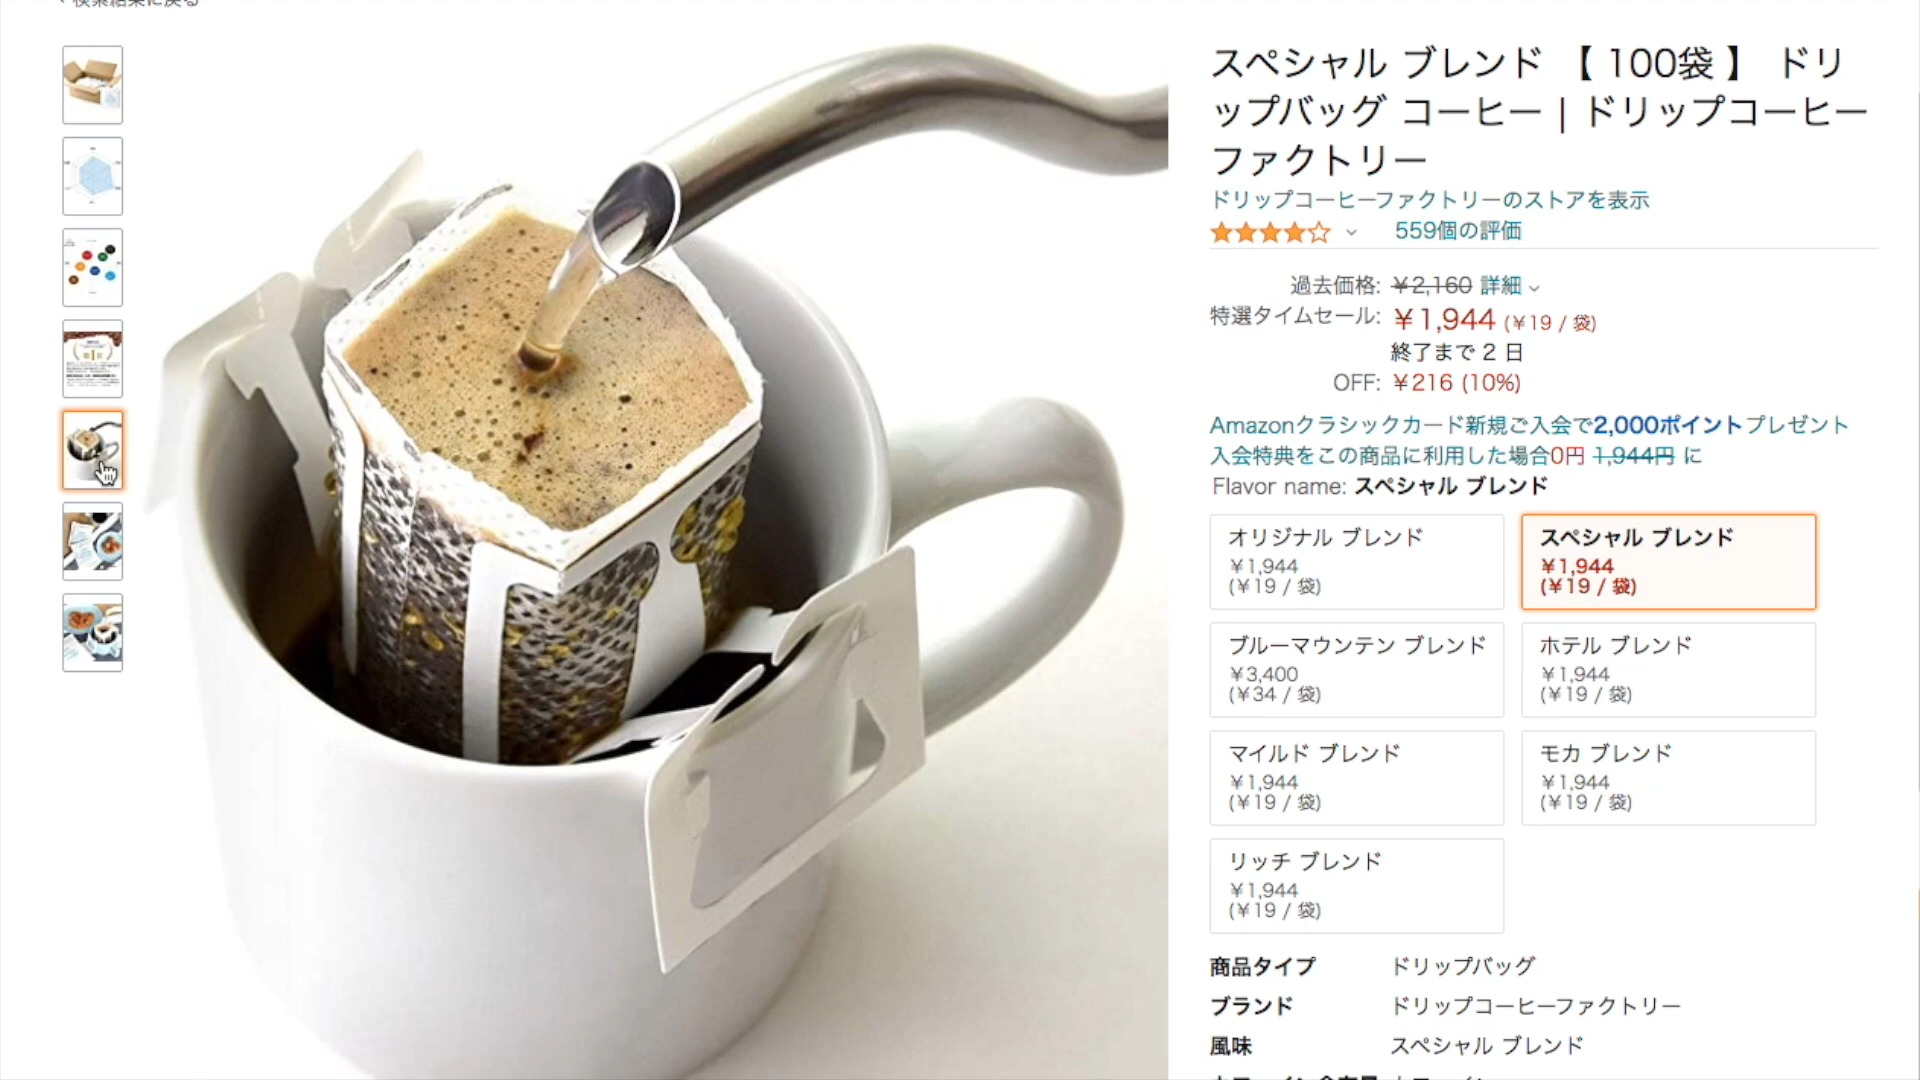 検索結果に戻る
スペシャル ブレンド 【 100袋 】 ドリ
ップバッグ コーヒー | ドリップコーヒー
ファクトリー
ドリップコーヒーファクトリーのストアを表示
559個の評価
過去価格: ￥2,160 詳細
特選タイムセール: ￥1,944 (￥19 / 袋)
終了まで 2 日
OFF: ￥216 (10%)
Amazonクラシックカード新規ご入会で2,000ポイントプレゼント
入会特典をこの商品に利用した場合0円 1,944円 に
Flavor name: スペシャル ブレンド
オリジナル ブレンド
￥1,944
(￥19 / 袋)
スペシャル ブレンド
￥1,944
(￥19 / 袋)
ブルーマウンテン ブレンド
￥3,400
(￥34 / 袋)
ホテル ブレンド
￥1,944
(￥19 / 袋)
マイルド ブレンド
￥1,944
(￥19 / 袋)
モカ ブレンド
￥1,944
(￥19 / 袋)
リッチ ブレンド
￥1,944
(￥19 / 袋)
商品タイプ ドリップバッグ
ブランド ドリップコーヒーファクトリー
風味 スペシャル ブレンド